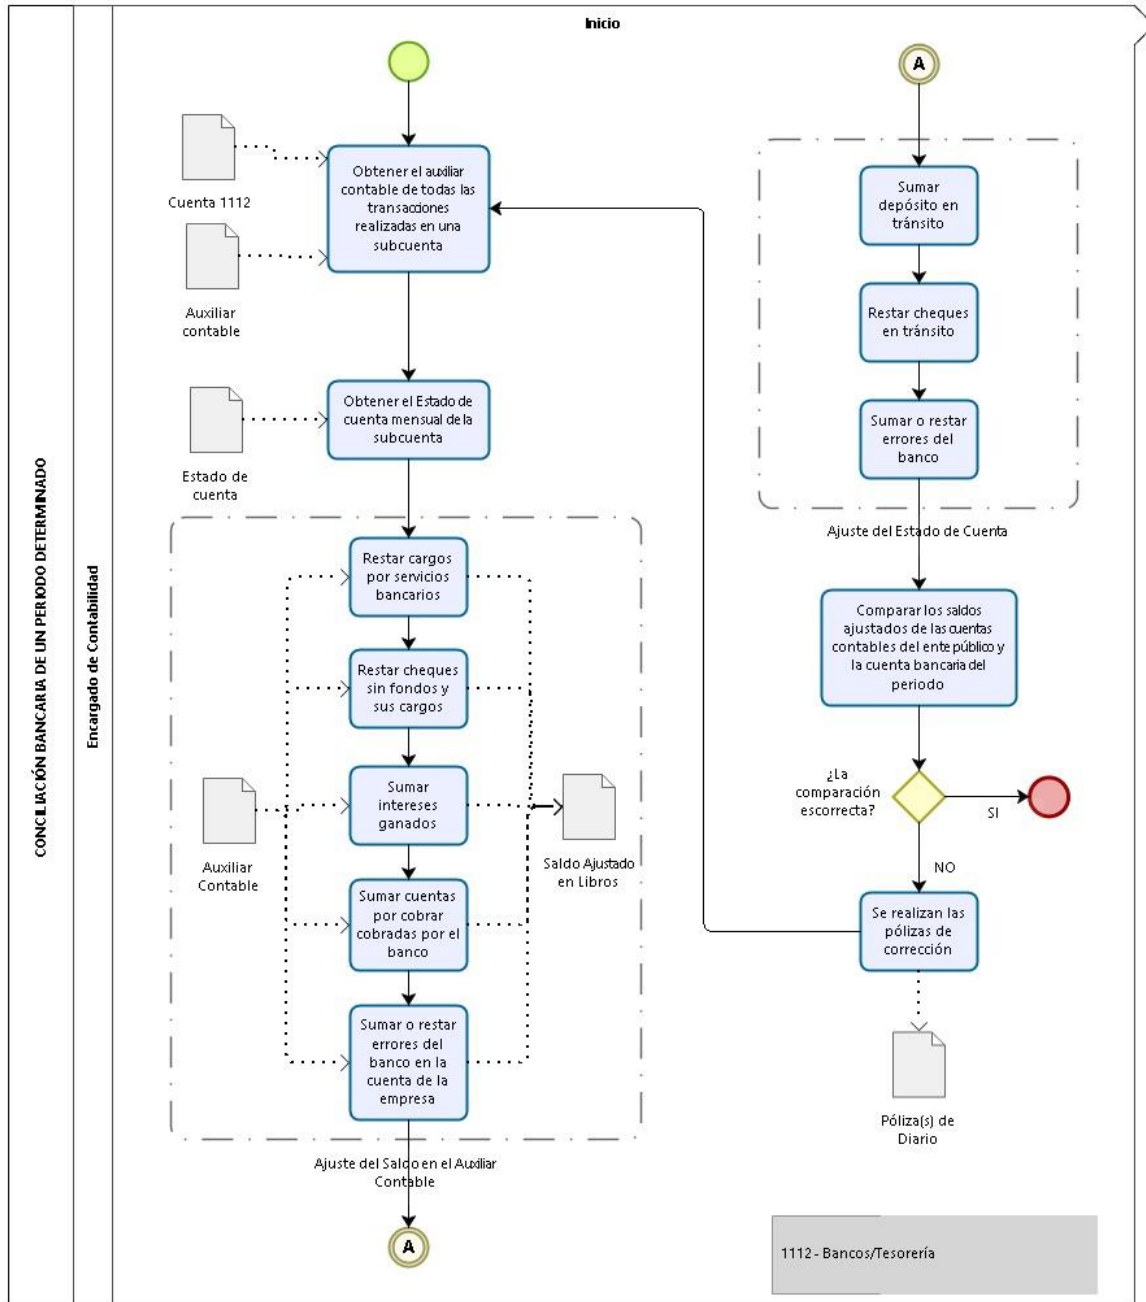 CONCILIACIÓN BANCARIA DE UN PERIODO DETERMINADO
Encargado de Contabilidad
Inicio
Cuenta 1112
Auxiliar
contable
Obtener el auxiliar
contable de todas las
transacciones
realizadas en una
subcuenta
Estado de
cuenta
Obtener el Estado de
cuenta mensual de la
subcuenta
Restar cargos
por servicios
bancarios
Restar cheques
sin fondos y
sus cargos
Sumar
intereses
ganados
Sumar cuentas
por cobrar
cobradas por el
banco
Sumar o restar
errores del
banco en la
cuenta de la
empresa
Auxiliar
Contable
Saldo Ajustado
en Libros
Ajuste del Saldo en el Auxiliar
Contable
A
A
Sumar
depósito en
tránsito
Restar cheques
en tránsito
Sumar o restar
errores del
banco
Ajuste del Estado de Cuenta
Comparar los saldos
ajustados de las cuentas
contables del ente público y
la cuenta bancaria del
periodo
¿La
comparación
escorrecta?
SI
NO
Se realizan las
pólizas de
corrección
Póliza(s) de
Diario
1112 - Bancos/Tesorería